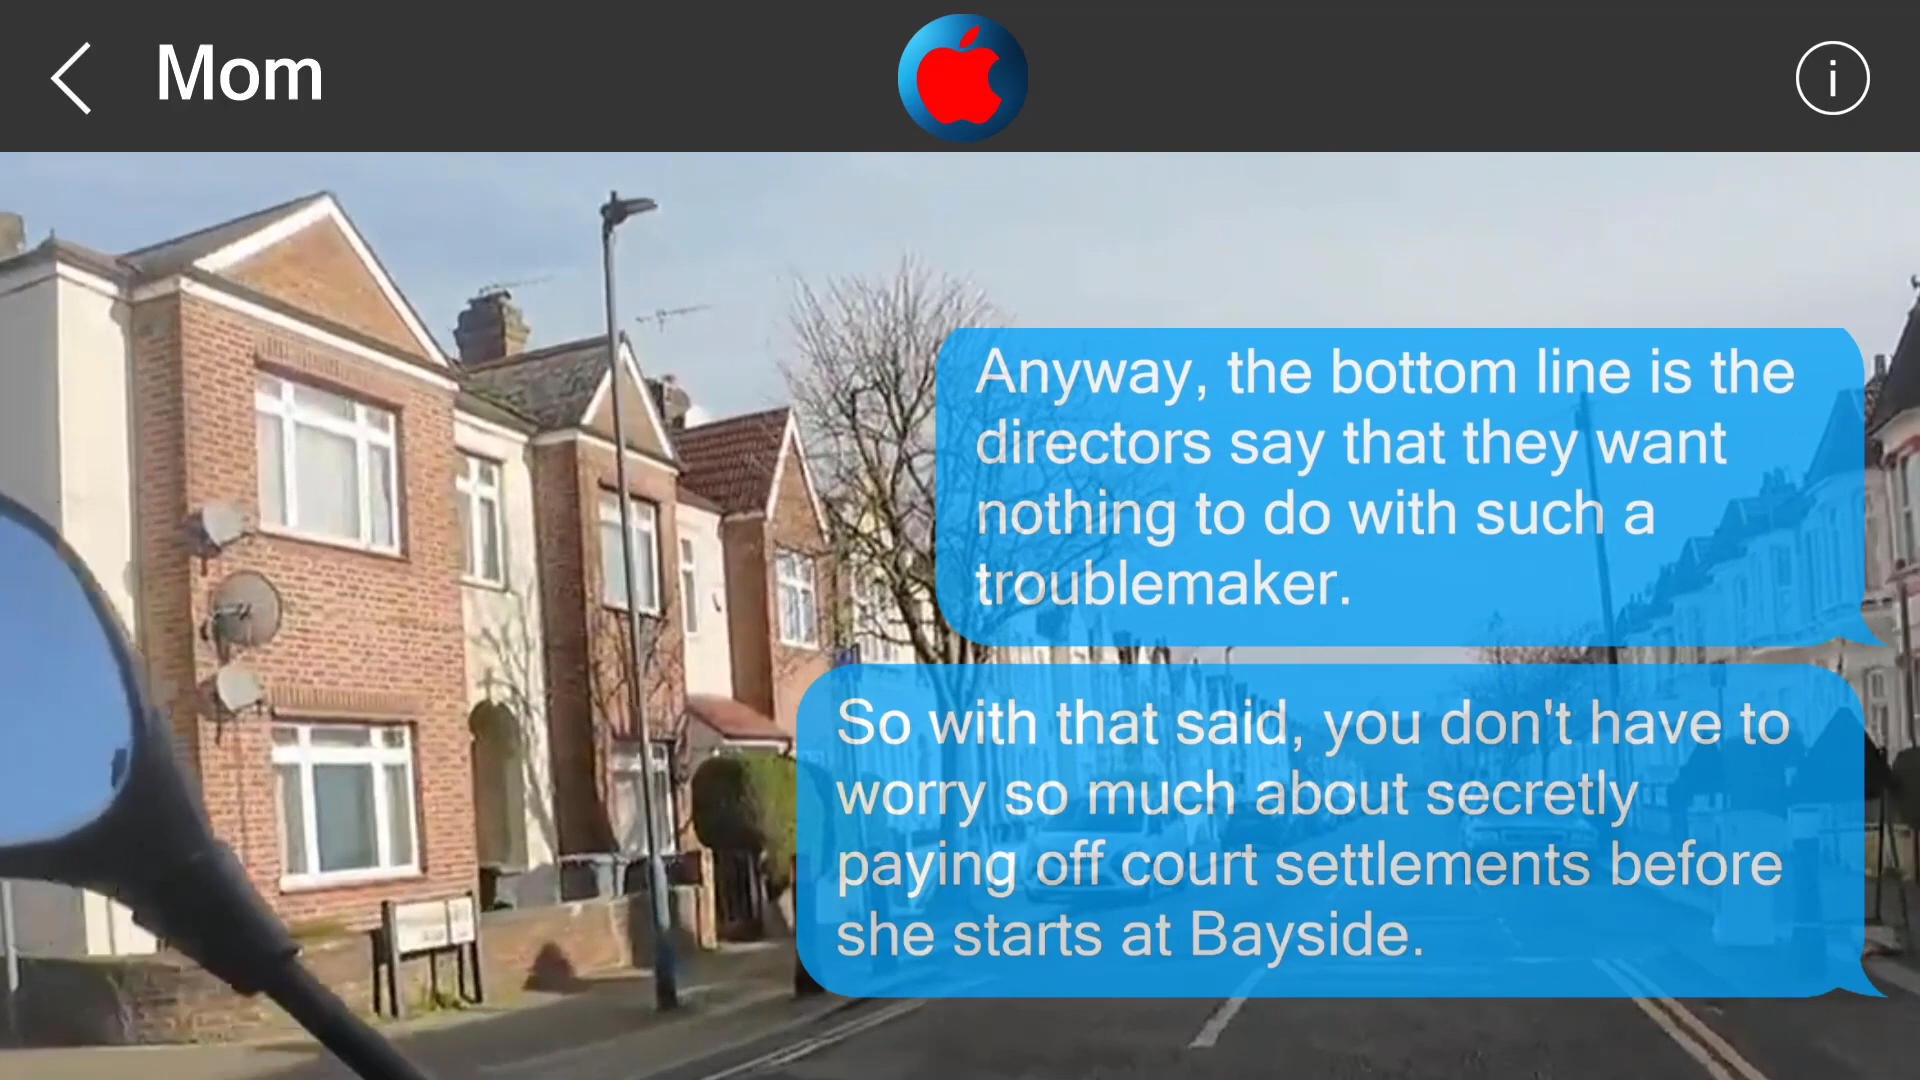 Mom
Anyway, the bottom line is the
directors say that they want
nothing to do with such a
troublemaker.
So with that said, you don't have to
worry so much about secretly
paying off court settlements before
she starts at Bayside.